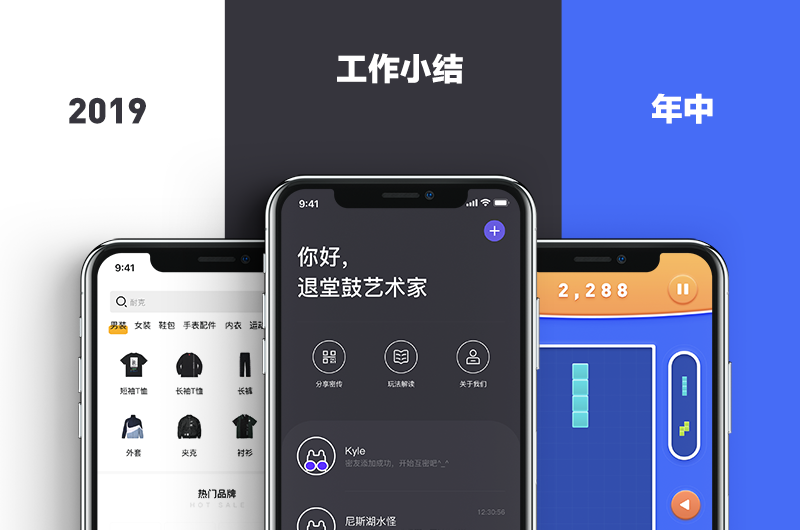 2019
工作小结
年中
9:41
耐克
男装 女装 鞋包 手表配件 内衣 运动
短袖T恤 长袖T恤 长裤
外套 夹克 衬衫
热门品牌
HOT SALE
9:41
你好,
退堂鼓艺术家
分享密传 玩法解读 关于我们
Kyle
密友添加成功，开始互密吧^_^
12:30:56
尼斯湖水怪
2,288